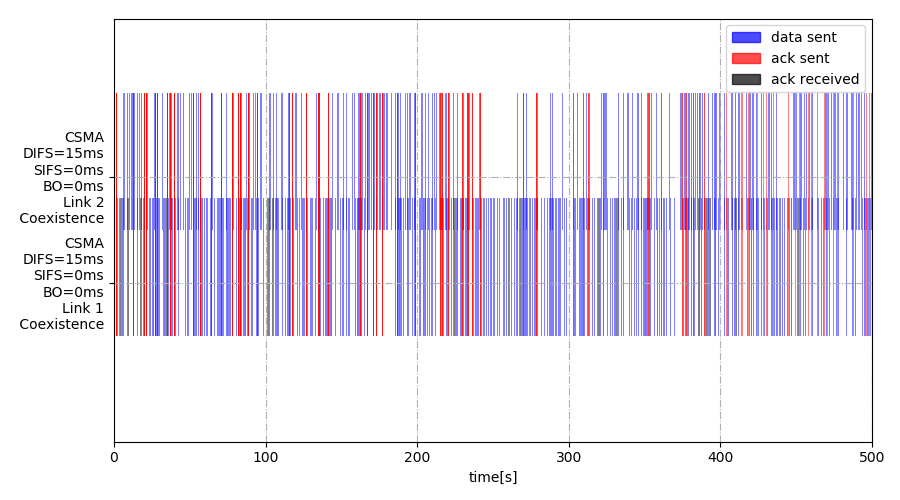 data sent
ack sent
ack received
CSMA
DIFS=15ms
SIFS=0ms
BO=0ms
Link 2
Coexistence
CSMA
DIFS=15ms
SIFS=0ms
BO=0ms
Link 1
Coexistence
0 100 200 300 400 500
time[s]